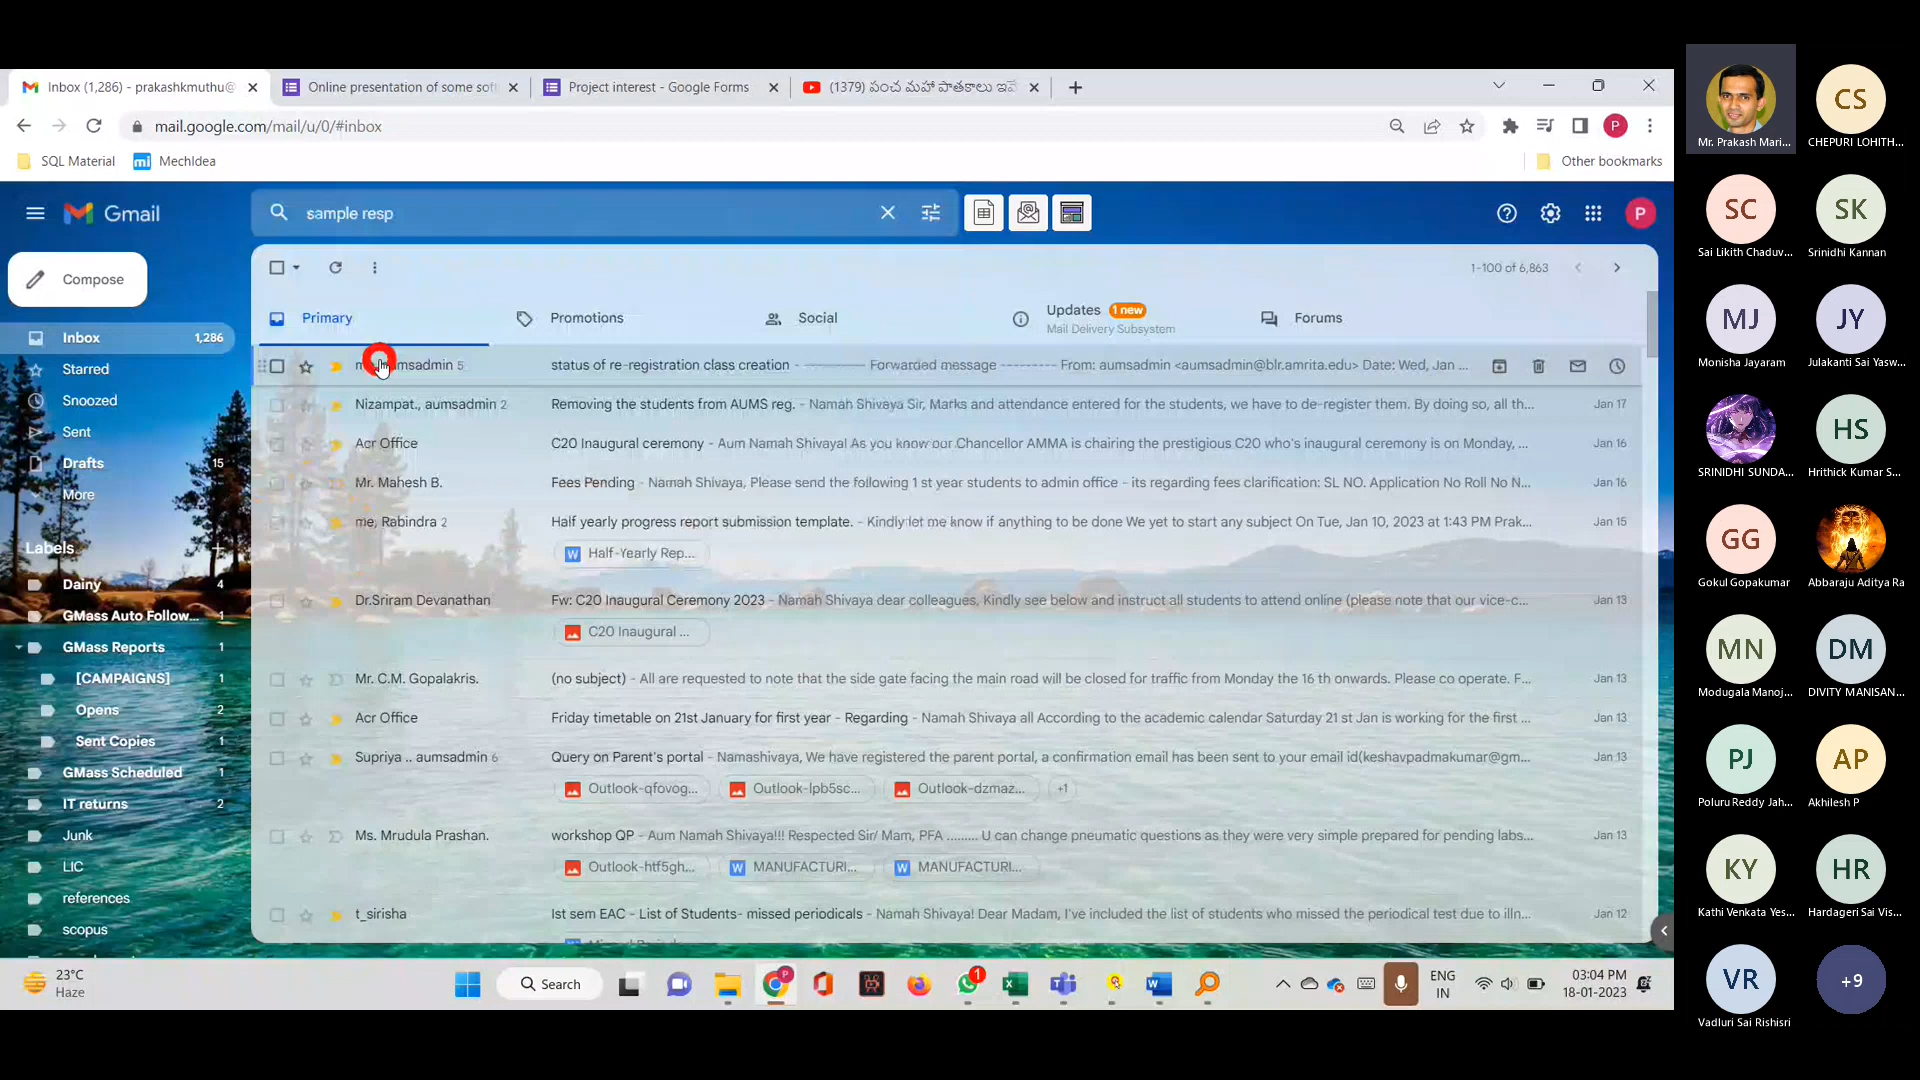 Inbox (1,286) - prakashkmuthu@
Online presentation of some soft
Project interest - Google Forms
(1379) పంచ మహా పాతకాలు ఇవే
mail.google.com/mail/u/0/#inbox
P
SQL Material
mi MechIdea
Other bookmarks
Gmail
sample resp
P
Compose
1-100 of 6,863
Primary
Promotions
Social
Updates 1 new
Mail Delivery Subsystem
Forums
Inbox 1,286
Starred
Snoozed
Sent
Drafts 15
More
Labels
Dainy 4
GMass Auto Follow... 1
GMass Reports 1
[CAMPAIGNS] 1
Opens 2
Sent Copies 1
GMass Scheduled 1
IT returns 2
Junk
LIC
references
scopus
aumsadmin 5 status of re-registration class creation - ---------- Forwarded message --------- From: aumsadmin <aumsadmin@blr.amrita.edu> Date: Wed, Jan ...
Nizampat., aumsadmin 2 Removing the students from AUMS reg. - Namah Shivaya Sir, Marks and attendance entered for the students, we have to de-register them. By doing so, all th... Jan 17
Acr Office C20 Inaugural ceremony - Aum Namah Shivaya! As you know our Chancellor AMMA is chairing the prestigious C20 who's inaugural ceremony is on Monday, ... Jan 16
Mr. Mahesh B. Fees Pending - Namah Shivaya, Please send the following 1 st year students to admin office - its regarding fees clarification: SL NO. Application No Roll No N... Jan 16
me, Rabindra 2 Half yearly progress report submission template. - Kindly let me know if anything to be done We yet to start any subject On Tue, Jan 10, 2023 at 1:43 PM Prak... Jan 15
W Half-Yearly Rep...
Dr.Sriram Devanathan Fw: C20 Inaugural Ceremony 2023 - Namah Shivaya dear colleagues, Kindly see below and instruct all students to attend online (please note that our vice-c... Jan 13
C20 Inaugural ...
Mr. C.M. Gopalakris. (no subject) - All are requested to note that the side gate facing the main road will be closed for traffic from Monday the 16 th onwards. Please co operate. F... Jan 13
Acr Office Friday timetable on 21st January for first year - Regarding - Namah Shivaya all According to the academic calendar Saturday 21 st Jan is working for the first ... Jan 13
Supriya .. aumsadmin 6 Query on Parent's portal - Namashivaya, We have registered the parent portal, a confirmation email has been sent to your email id(keshavpadmakumar@gm... Jan 13
Outlook-qfovog... Outlook-lpb5sc... Outlook-dzmaz... +1
Ms. Mrudula Prashan. workshop QP - Aum Namah Shivaya!!! Respected Sir/ Mam, PFA ......... U can change pneumatic questions as they were very simple prepared for pending labs... Jan 13
Outlook-htf5gh... W MANUFACTURI... W MANUFACTURI...
t_sirisha Ist sem EAC - List of Students- missed periodicals - Namah Shivaya! Dear Madam, I've included the list of students who missed the periodical test due to illn... Jan 12
23°C
Haze
Search
1
ENG
IN
03:04 PM
18-01-2023
Mr. Prakash Mari...
CS
CHEPURI LOHITH...
SC
Sai Likith Chaduv...
SK
Srinidhi Kannan
MJ
Monisha Jayaram
JY
Julakanti Sai Yasw...
SRINIDHI SUNDA...
HS
Hrithick Kumar S...
GG
Gokul Gopakumar
Abbaraju Aditya Ra
MN
Modugala Manoj...
DM
DIVITY MANISAN...
PJ
Poluru Reddy Jah...
AP
Akhilesh P
KY
Kathi Venkata Yes...
HR
Hardageri Sai Vis...
VR
Vadluri Sai Rishisri
+9